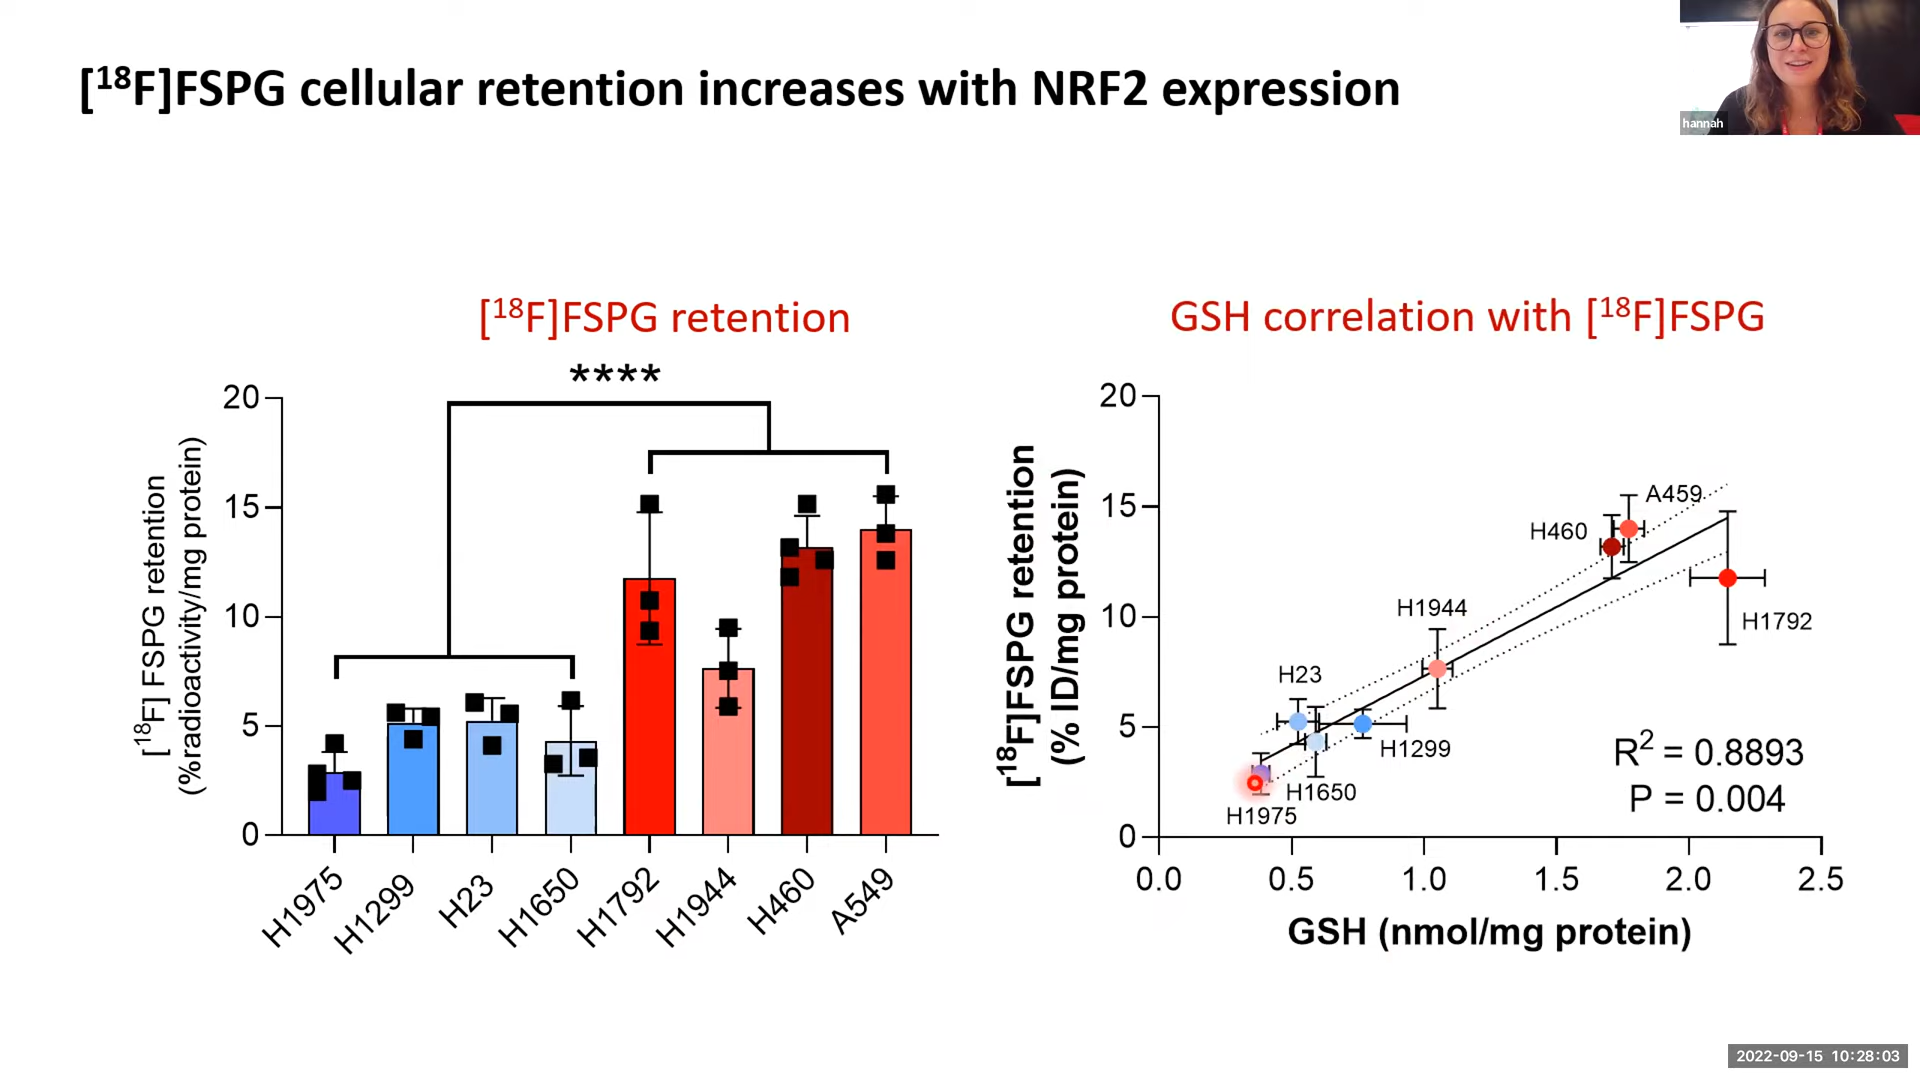 [¹⁸F]FSPG cellular retention increases with NRF2 expression
hannah
[¹⁸F]FSPG retention
****
20
15
10
5
0
[¹⁸F] FSPG retention
(%radioactivity/mg protein)
H1975
H1299
H23
H1650
H1792
H1944
H460
A549
GSH correlation with [¹⁸F]FSPG
20
15
10
5
0
[¹⁸F]FSPG retention
(% ID/mg protein)
A459
H460
H1792
H1944
H23
H1299
H1650
H1975
R² = 0.8893
P = 0.004
0.0 0.5 1.0 1.5 2.0 2.5
GSH (nmol/mg protein)
2022-09-15 10:28:03